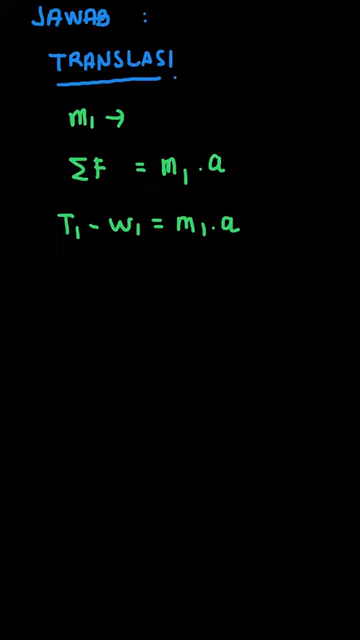 JAWAB :
TRANSLASI
m₁ →
ΣF = m₁ . a
T₁ - W₁ = m₁ . a